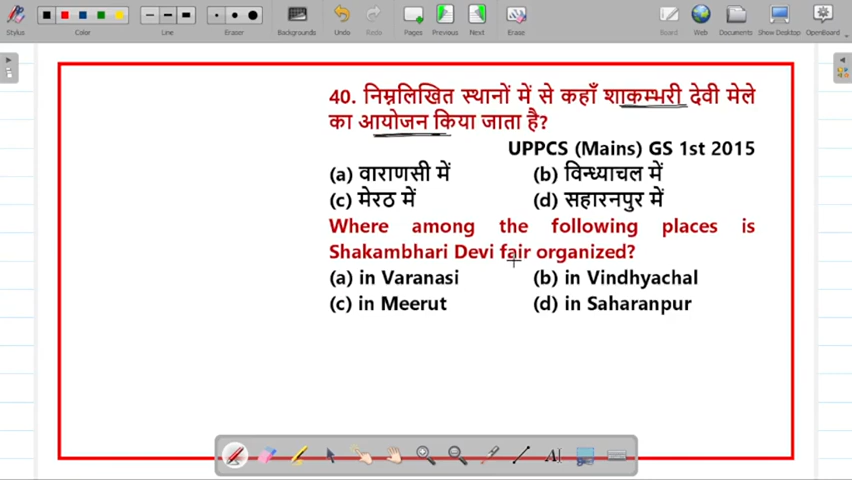 Stylus
Color
Line
Eraser
Backgrounds
Undo
Redo
Pages
Previous
Next
Erase
Board
Web
Documents
Show Desktop
OpenBoard
40. निम्नलिखित स्थानों में से कहाँ शाकम्भरी देवी मेले
का आयोजन किया जाता है?
UPPCS (Mains) GS 1st 2015
(a) वाराणसी में (b) विन्ध्याचल में
(c) मेरठ में (d) सहारनपुर में
Where among the following places is
Shakambhari Devi fair organized?
(a) in Varanasi (b) in Vindhyachal
(c) in Meerut (d) in Saharanpur